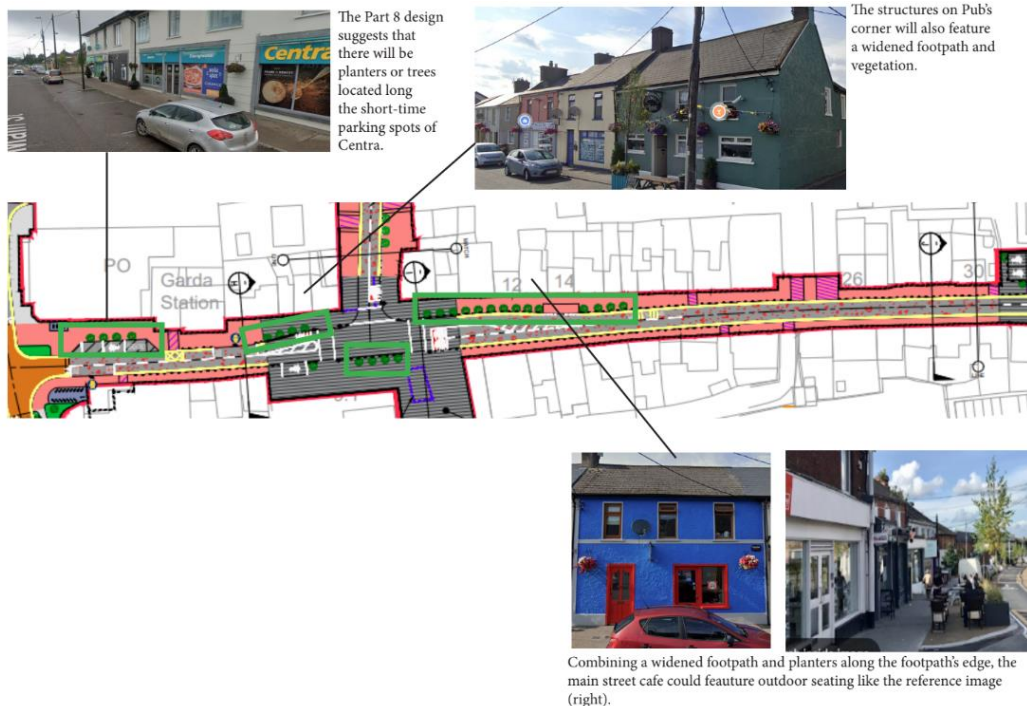 The Part 8 design
suggests that
there will be
planters or trees
located long
the short-time
parking spots of
Centra.
Centra
Main St
The structures on Pub's
corner will also feature
a widened footpath and
vegetation.
PO
Garda
Station
12
14
26
30
Combining a widened footpath and planters along the footpath's edge, the
main street cafe could feauture outdoor seating like the reference image
(right).